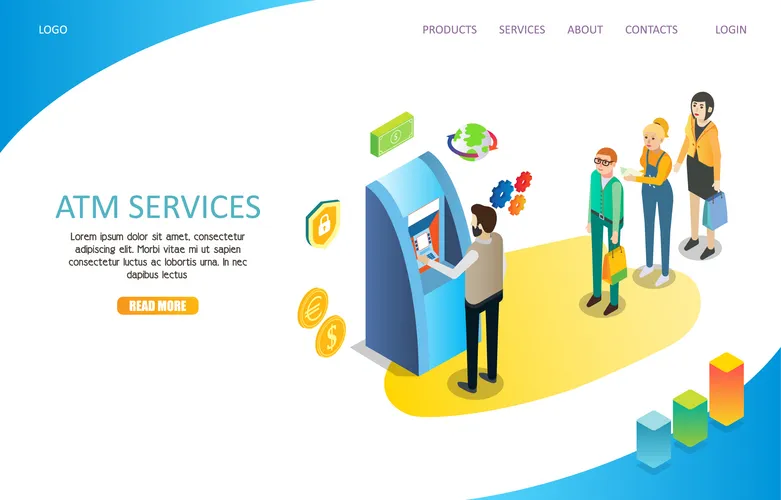 LOGO
PRODUCTS SERVICES ABOUT CONTACTS LOGIN
ATM SERVICES
Lorem ipsum dolor sit amet, consectetur
adipiscing elit. Morbi vitae mi ut sapien
consectetur luctus ac lobortis urna. In nec
dapibus lectus
READ MORE
€
$
$